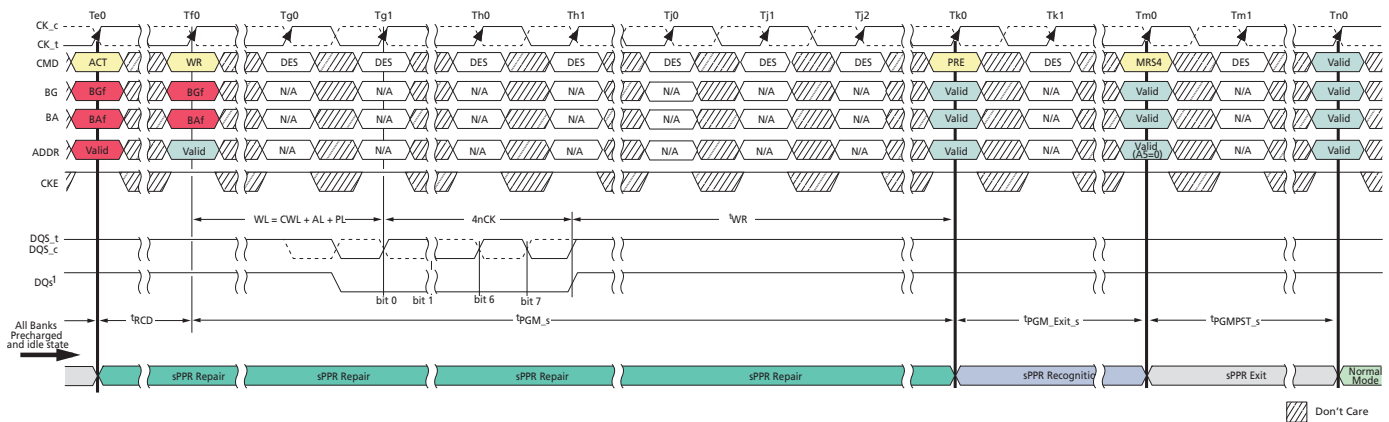 Te0 Tf0 Tg0 Tg1 Th0 Th1 Tj0 Tj1 Tj2 Tk0 Tk1 Tm0 Tm1 Tn0
CK_c
CK_t
CMD ACT WR DES DES DES DES DES DES DES PRE DES MRS4 DES Valid
BG BGf BGf N/A N/A N/A N/A N/A N/A N/A Valid N/A Valid N/A Valid
BA BAf BAf N/A N/A N/A N/A N/A N/A N/A Valid N/A Valid N/A Valid
ADDR Valid Valid N/A N/A N/A N/A N/A N/A N/A Valid N/A Valid (A5=0) N/A Valid
CKE
WL = CWL + AL + PL 4nCK tWR
DQS_t
DQS_c
DQs1
bit 0 bit 1 bit 6 bit 7
All Banks
Precharged
and idle state
tRCD tPGM_s tPGM_Exit_s tPGMPST_s
sPPR Repair sPPR Repair sPPR Repair sPPR Repair sPPR Recognitic sPPR Exit Normal
Mode
Don't Care